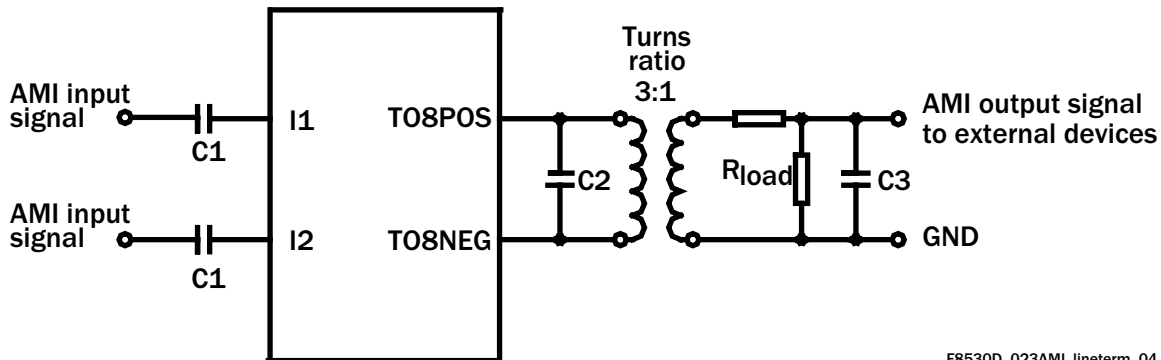 Turns
ratio
3:1
AMI input
signal
C1
I1
TO8POS
AMI output signal
to external devices
C2
Rload
C3
AMI input
signal
C1
I2
TO8NEG
GND
F8530D_023AMI_lineterm_04